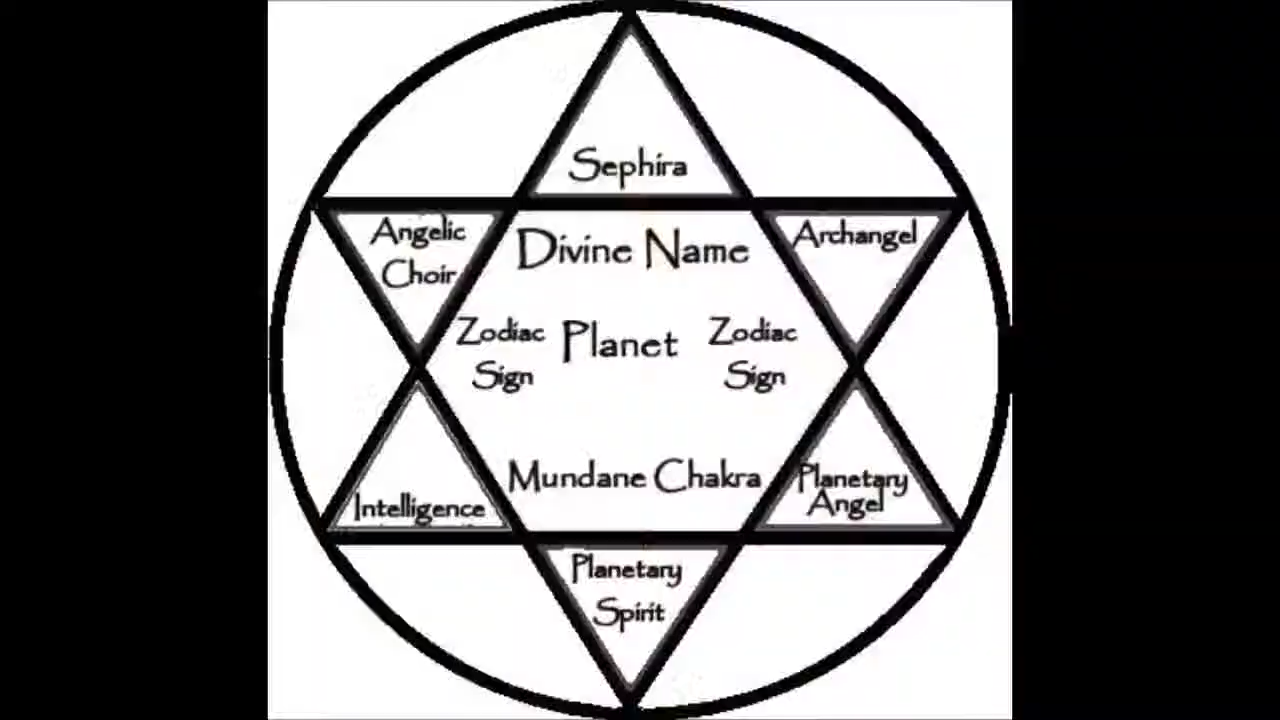 Sephira
Angelic
Choir
Divine Name
Archangel
Zodiac
Sign
Planet
Zodiac
Sign
Mundane Chakra
Intelligence
Planetary
Angel
Planetary
Spirit